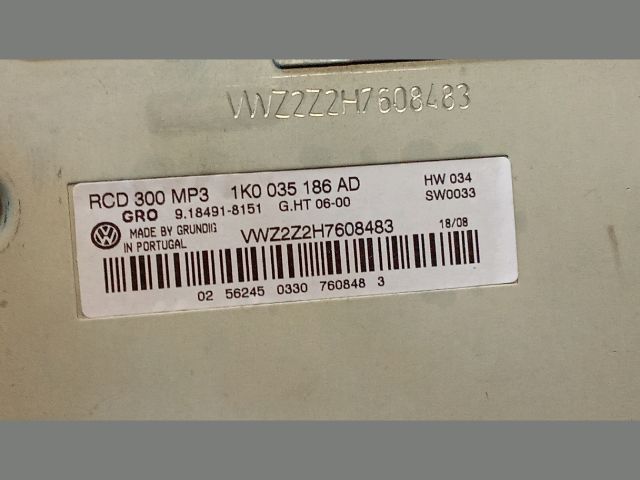 VWZ2Z2H7608483
RCD 300 MP3 1K0 035 186 AD HW 034
GRO 9.18491-8151 G.HT 06-00 SW0033
MADE BY GRUNDIG VWZ2Z2H7608483 18/08
IN PORTUGAL
02 56245 0330 760848 3